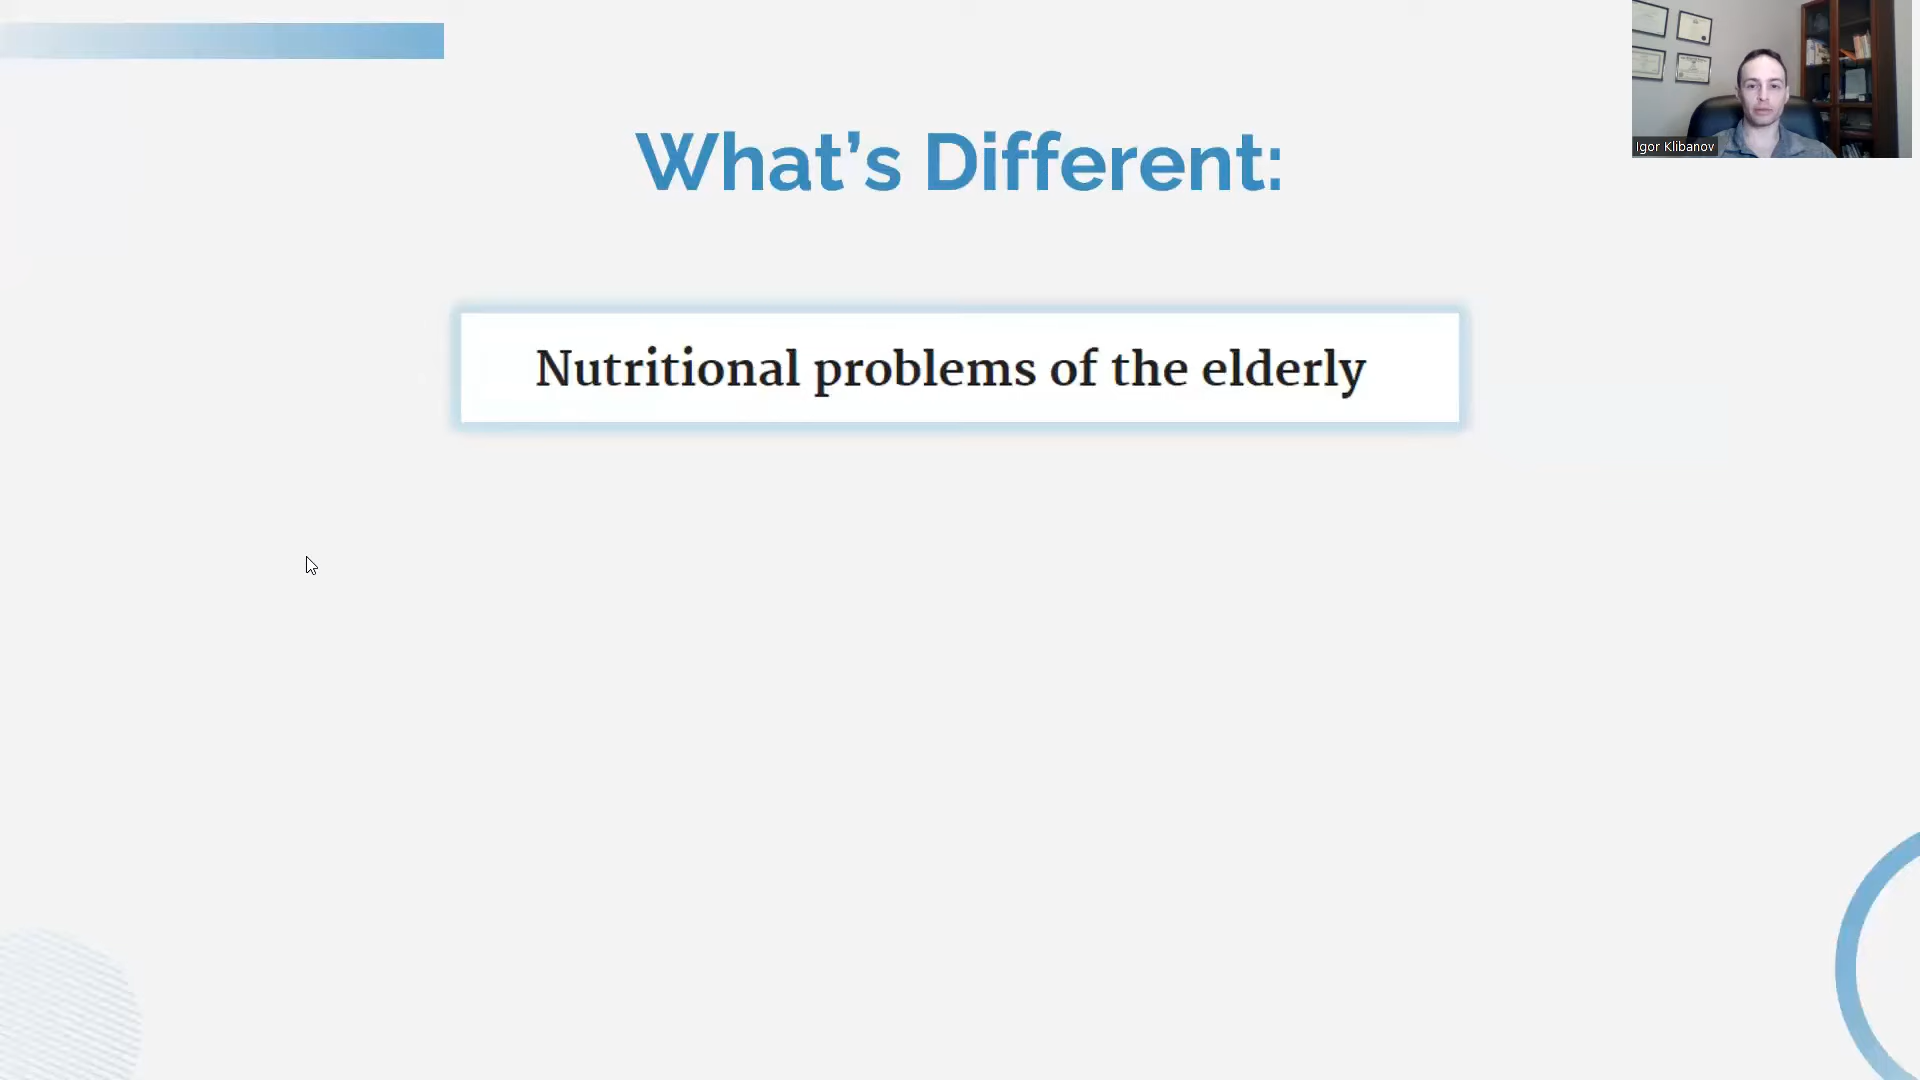 What’s Different:
Nutritional problems of the elderly
Igor Klibanov